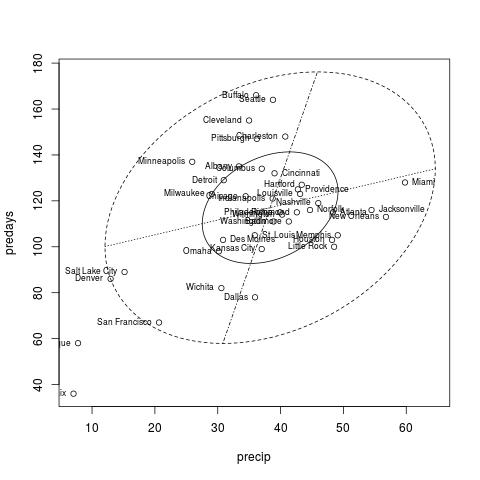 180
160
140
120
100
80
60
40
predays
Buffalo
Seattle
Cleveland
Pittsburgh
Charleston
Minneapolis
Albany
Columbus
Cincinnati
Detroit
Hartford
Miami
Milwaukee
Chicago
Louisville
Providence
Indianapolis
Nashville
Norfolk
Atlanta
Jacksonville
New Orleans
Des Moines
St.Louis
Memphis
Houston
Omaha
Kansas City
Little Rock
Salt Lake City
Denver
Wichita
Dallas
San Francisco
que
ix
10
20
30
40
50
60
precip